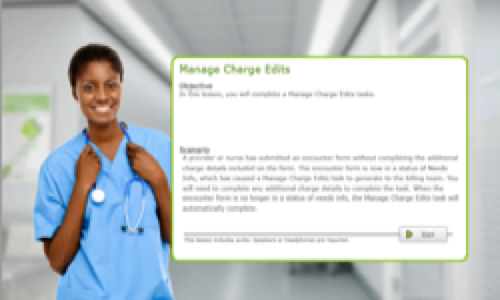 Manage Charge Edits
Objective
In this lesson, you will complete a Manage Charge Edits tasks.
Scenario
A provider or nurse has submitted an encounter form without completing the additional
charge details included on the form. The encounter form is now in a status of Needs
Info, which has caused a Manage Charge Edits task to generate to the billing team. You
will need to complete any additional charge details to complete the task. When the
encounter form is no longer in a status of needs info, the Manage Charge Edits task will
automatically complete.
Start
This lesson includes audio. Speakers or headphones are required.